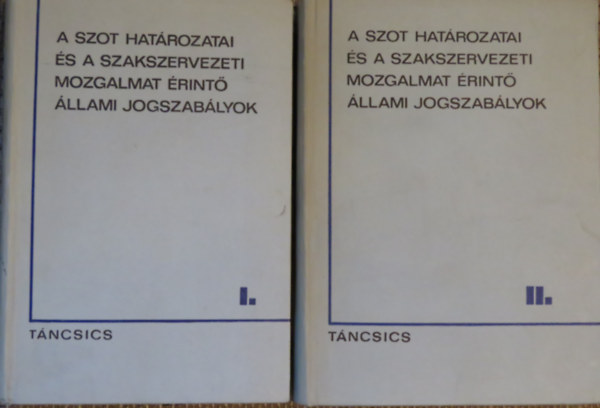 A SZOT HATÁROZATAI
ÉS A SZAKSZERVEZETI
MOZGALMAT ÉRINTŐ
ÁLLAMI JOGSZABÁLYOK
I.
TÁNCSICS
A SZOT HATÁROZATAI
ÉS A SZAKSZERVEZETI
MOZGALMAT ÉRINTŐ
ÁLLAMI JOGSZABÁLYOK
II.
TÁNCSICS